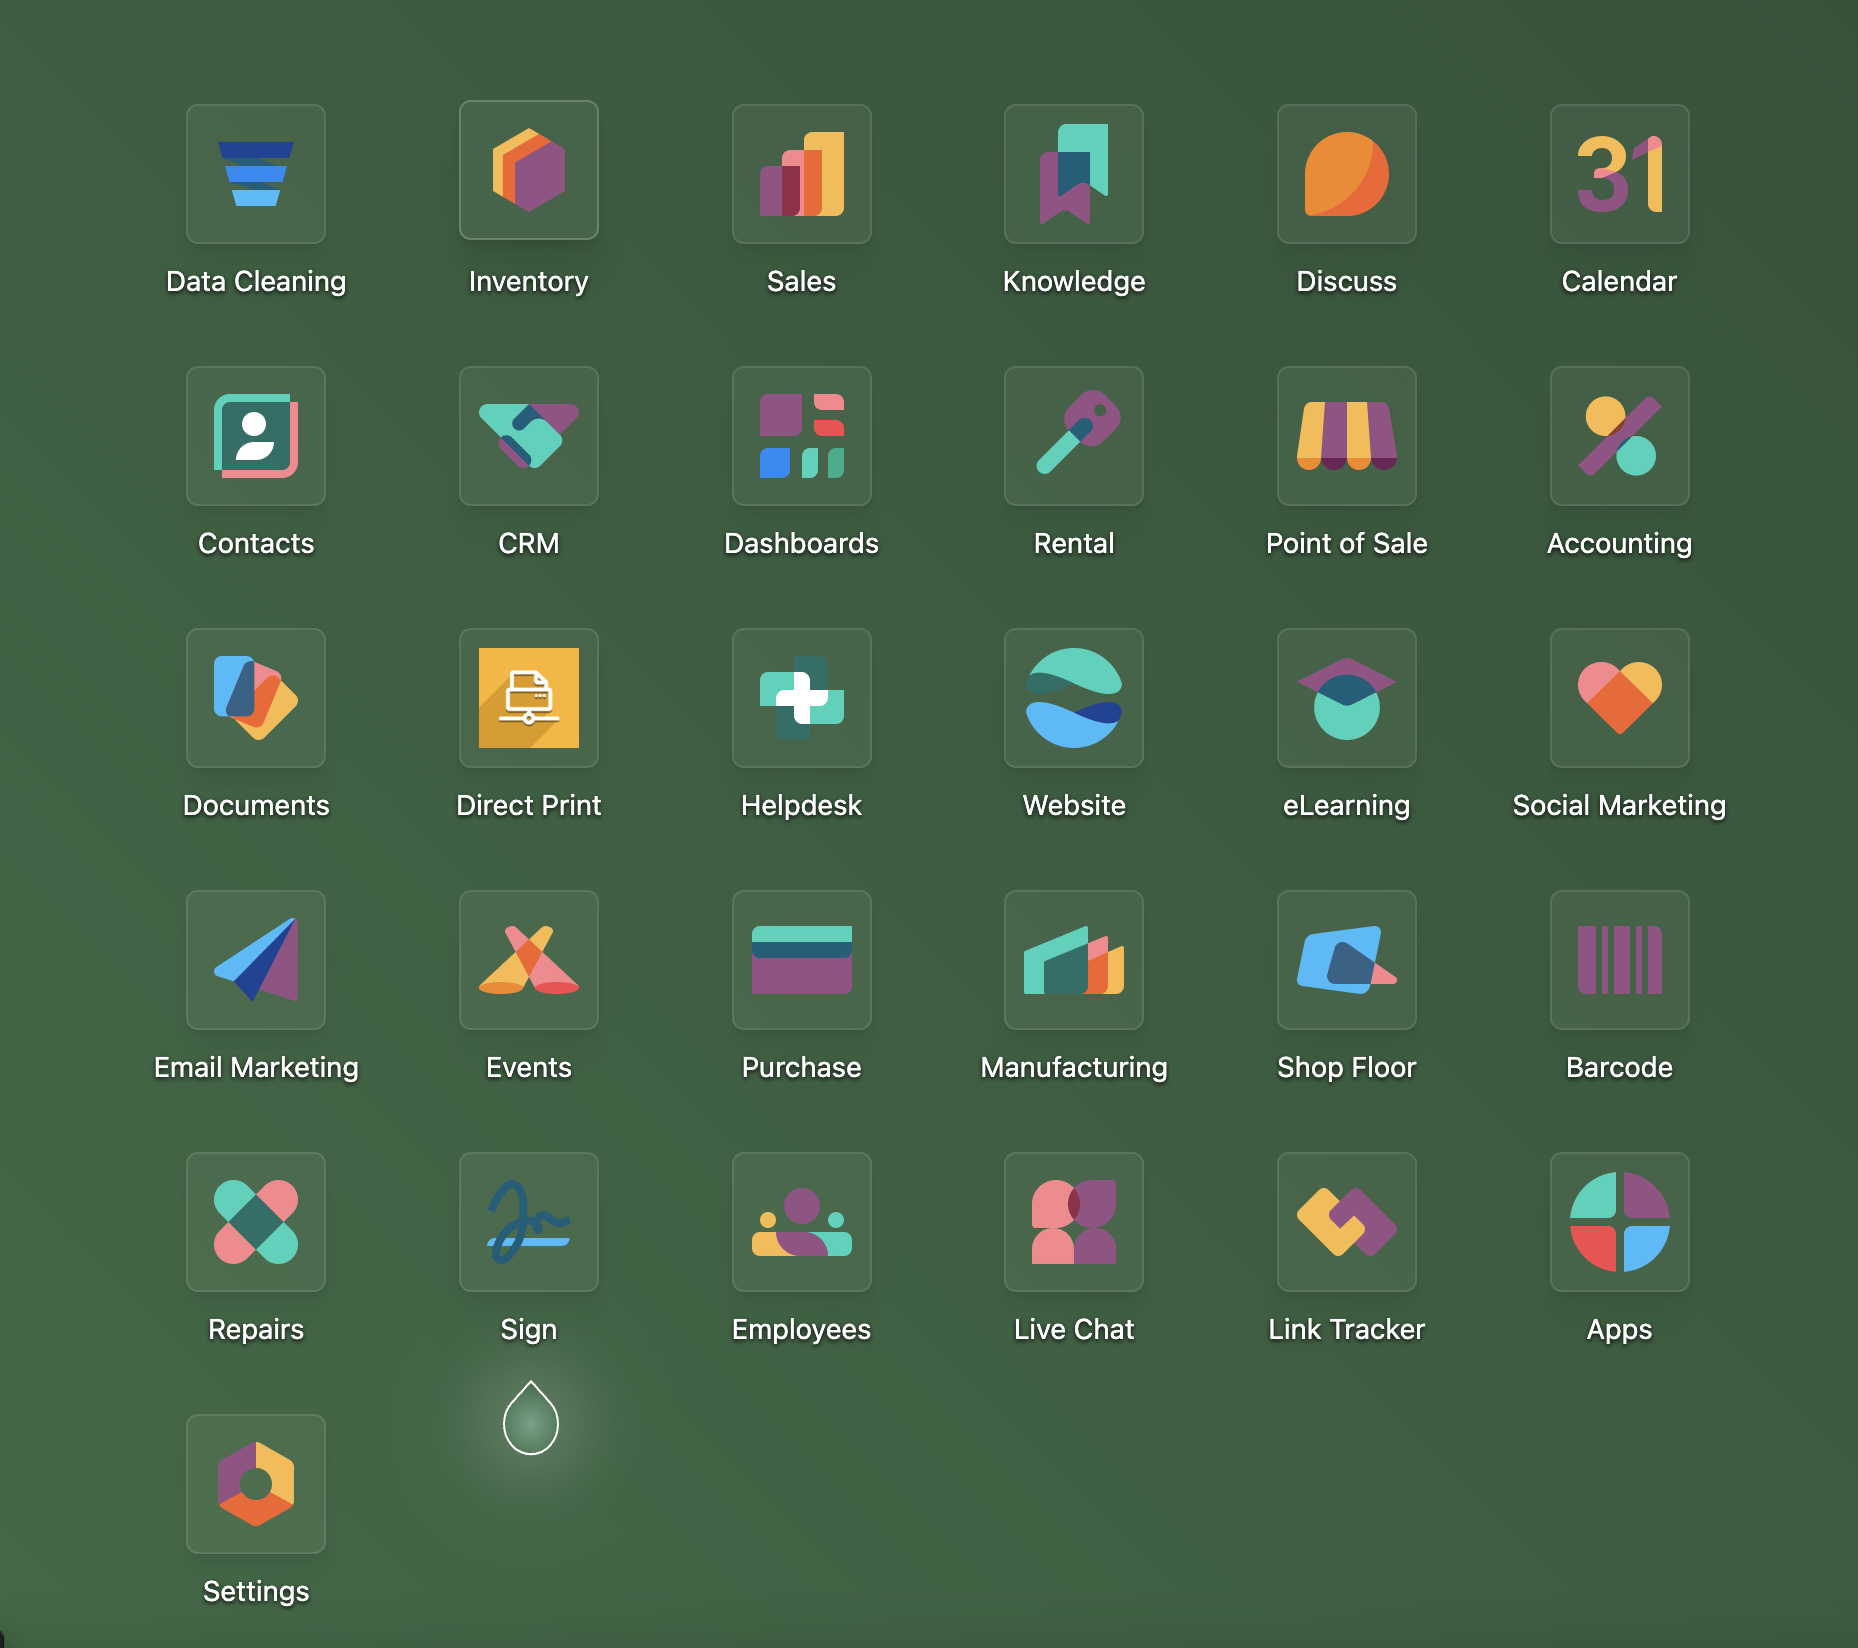 31
Data Cleaning
Inventory
Sales
Knowledge
Discuss
Calendar
Contacts
CRM
Dashboards
Rental
Point of Sale
Accounting
Documents
Direct Print
Helpdesk
Website
eLearning
Social Marketing
Email Marketing
Events
Purchase
Manufacturing
Shop Floor
Barcode
Repairs
Sign
Employees
Live Chat
Link Tracker
Apps
Settings